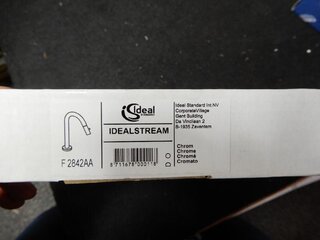 Ideal
STANDARD
IDEALSTREAM
F 2842AA
Ideal Standard Int.NV
CorporateVillage
Gent Building
Da Vincilaan 2
B-1935 Zaventem
Chrom
Chrome
Chromé
Cromato